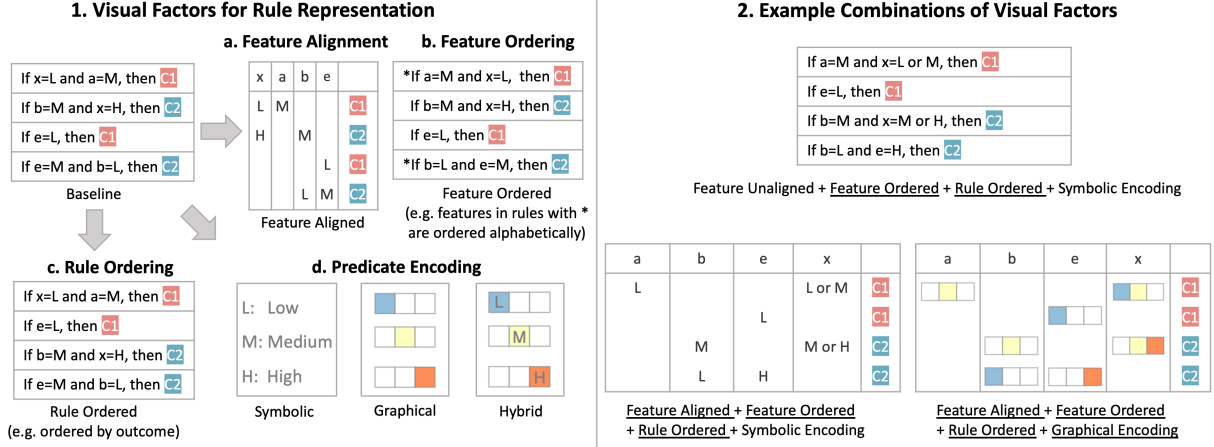 1. Visual Factors for Rule Representation
If x=L and a=M, then C1
If b=M and x=H, then C2
If e=L, then C1
If e=M and b=L, then C2
Baseline
a. Feature Alignment
x a b e
L M C1
H M C2
L C1
L M C2
Feature Aligned
b. Feature Ordering
*If a=M and x=L, then C1
If b=M and x=H, then C2
If e=L, then C1
*If b=L and e=M, then C2
Feature Ordered
(e.g. features in rules with *
are ordered alphabetically)
c. Rule Ordering
If x=L and a=M, then C1
If e=L, then C1
If b=M and x=H, then C2
If e=M and b=L, then C2
Rule Ordered
(e.g. ordered by outcome)
d. Predicate Encoding
L: Low
M: Medium
H: High
Symbolic
Graphical
L
M
H
Hybrid
2. Example Combinations of Visual Factors
If a=M and x=L or M, then C1
If e=L, then C1
If b=M and x=M or H, then C2
If b=L and e=H, then C2
Feature Unaligned + Feature Ordered + Rule Ordered + Symbolic Encoding
a b e x
L L or M C1
L C1
M M or H C2
L H C2
Feature Aligned + Feature Ordered
+ Rule Ordered + Symbolic Encoding
a b e x
C1
C1
C2
C2
Feature Aligned + Feature Ordered
+ Rule Ordered + Graphical Encoding